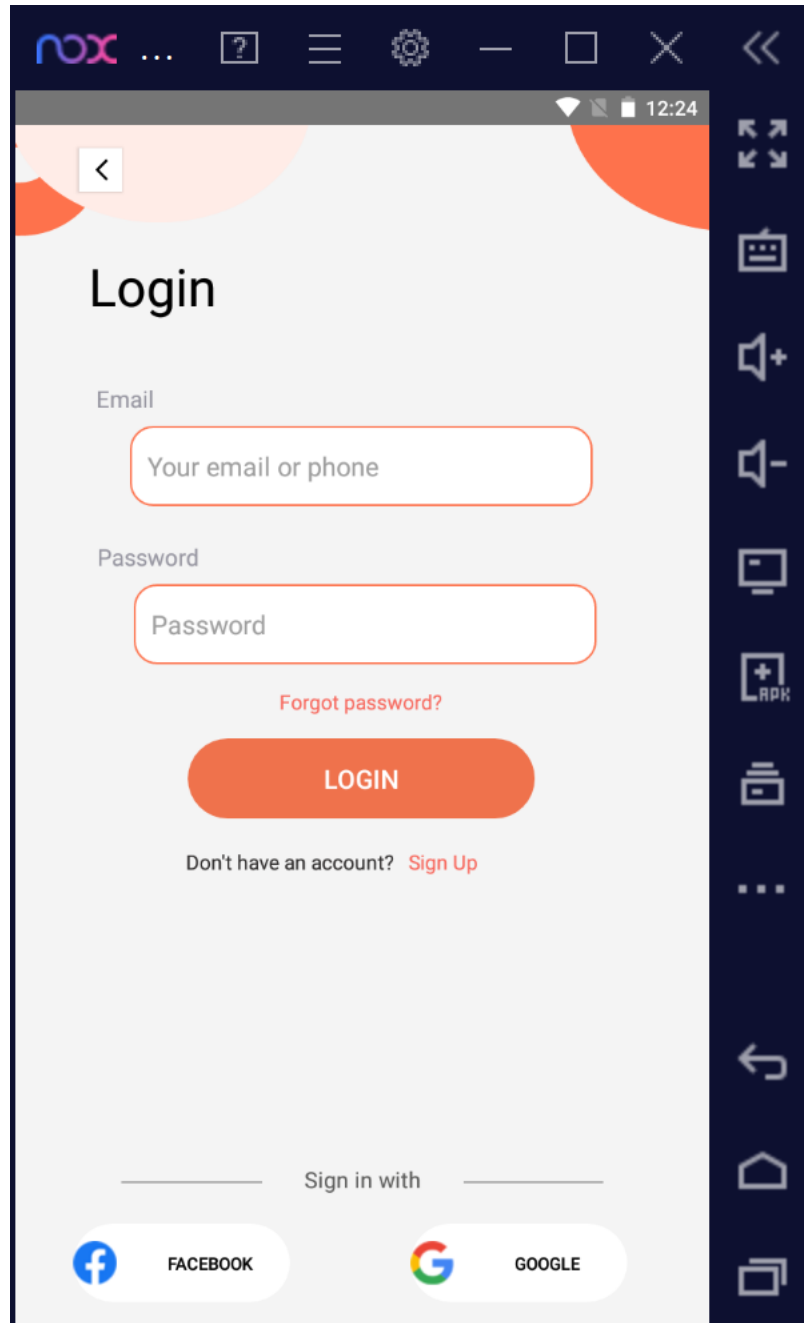 nox ...
12:24
Login
Email
Your email or phone
Password
Password
Forgot password?
LOGIN
Don't have an account? Sign Up
Sign in with
FACEBOOK GOOGLE
APK